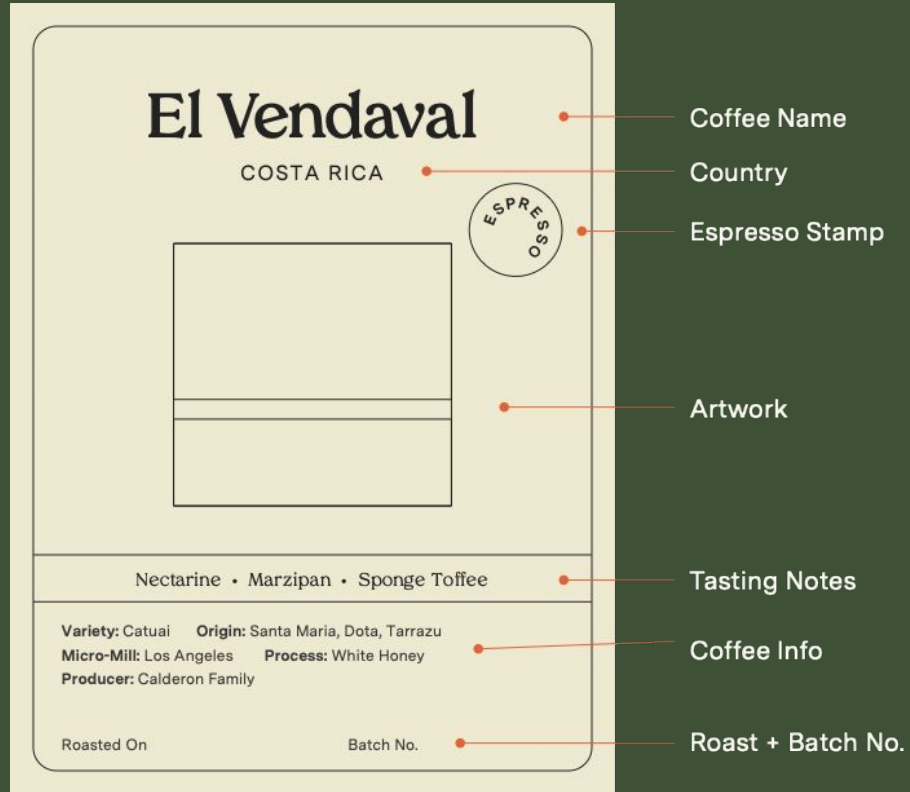 El Vendaval
Coffee Name
COSTA RICA
Country
ESPRESSO
Espresso Stamp
Artwork
Nectarine • Marzipan • Sponge Toffee
Tasting Notes
Variety: Catuai Origin: Santa Maria, Dota, Tarrazu
Micro-Mill: Los Angeles Process: White Honey
Producer: Calderon Family
Coffee Info
Roasted On Batch No.
Roast + Batch No.